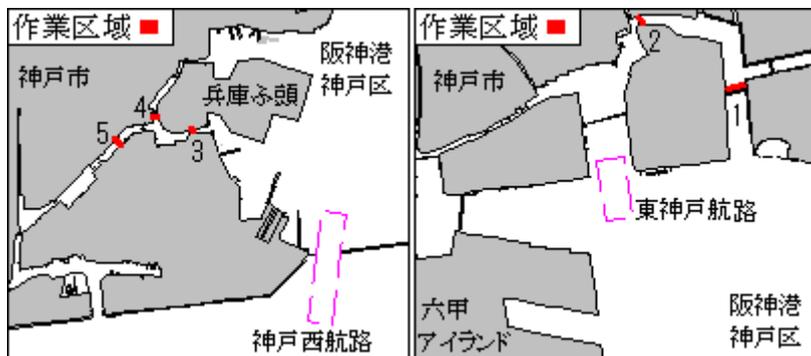 作業区域
阪神港
神戸区
神戸市
兵庫ふ頭
4
5
3
神戸西航路
作業区域
2
神戸市
1
東神戸航路
六甲
アイランド
阪神港
神戸区